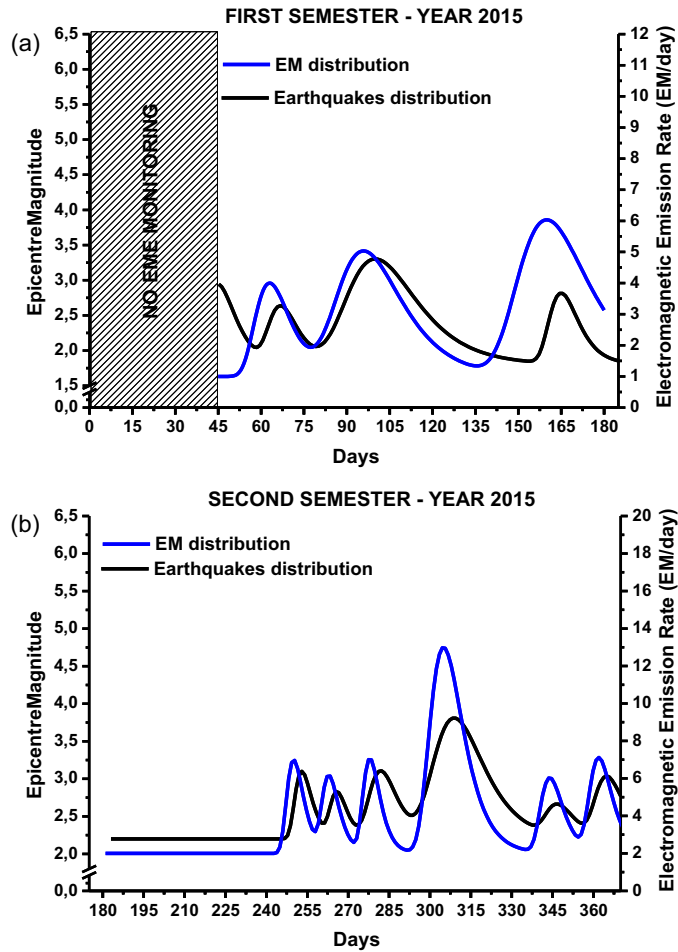 FIRST SEMESTER - YEAR 2015
(a)
6,5
6,0
5,5
5,0
4,5
4,0
3,5
3,0
2,5
2,0
1,5
0,0
EpicentreMagnitude
NO EME MONITORING
EM distribution
Earthquakes distribution
12
11
10
9
8
7
6
5
4
3
2
1
0
Electromagnetic Emission Rate (EM/day)
0 15 30 45 60 75 90 105 120 135 150 165 180
Days
SECOND SEMESTER - YEAR 2015
(b)
6,5
6,0
5,5
5,0
4,5
4,0
3,5
3,0
2,5
2,0
0,0
EpicentreMagnitude
EM distribution
Earthquakes distribution
20
18
16
14
12
10
8
6
4
2
0
Electromagnetic Emission Rate (EM/day)
180 195 210 225 240 255 270 285 300 315 330 345 360
Days